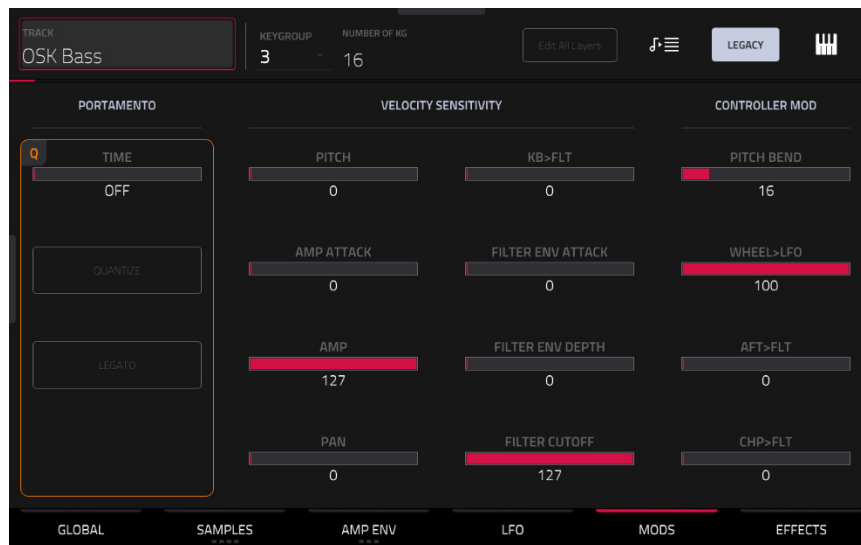 TRACK
OSK Bass
KEYGROUP
3
NUMBER OF KG
16
Edit All Layers
LEGACY
PORTAMENTO
VELOCITY SENSITIVITY
CONTROLLER MOD
Q
TIME
OFF
PITCH
0
KB>FLT
0
PITCH BEND
16
QUANTIZE
AMP ATTACK
0
FILTER ENV ATTACK
0
WHEEL>LFO
100
LEGATO
AMP
127
FILTER ENV DEPTH
0
AFT>FLT
0
PAN
0
FILTER CUTOFF
127
CHP>FLT
0
GLOBAL
SAMPLES
AMP ENV
LFO
MODS
EFFECTS